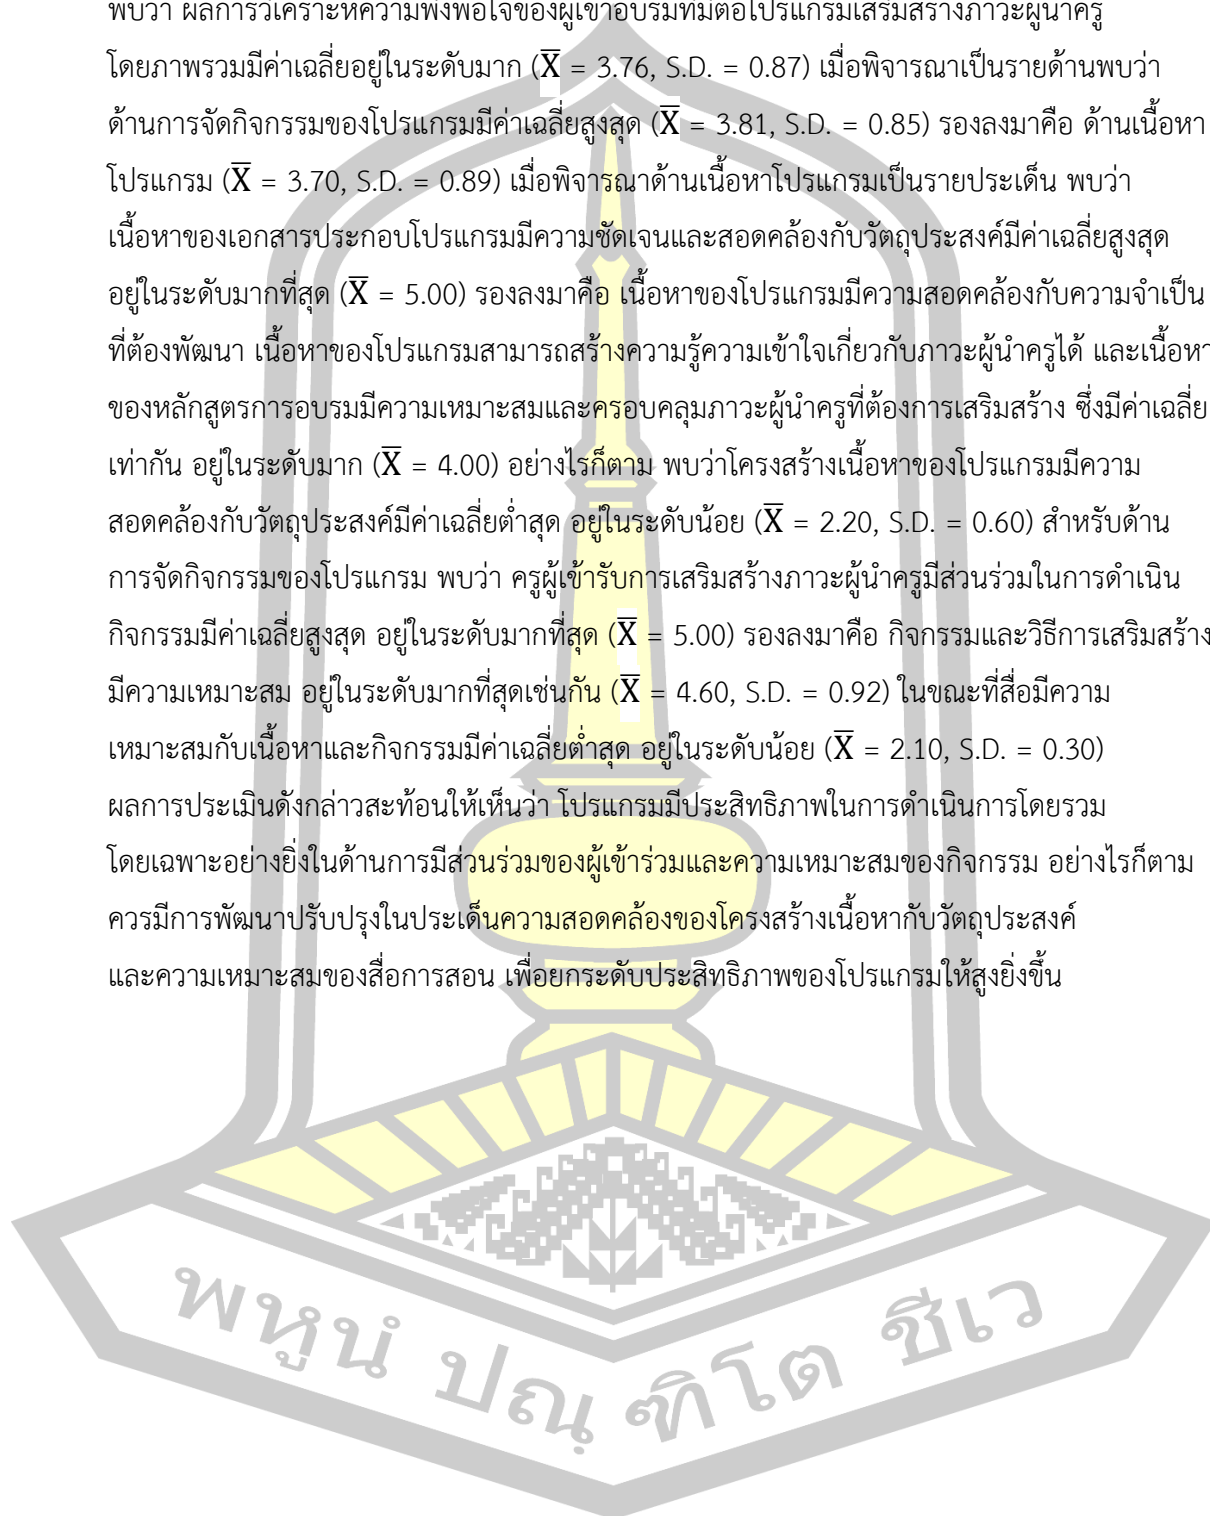 พบว่า ผลการวิเคราะห์ความพึงพอใจของผู้เข้าอบรมที่มีต่อโปรแกรมเสริมสร้างภาวะผู้นำครู
โดยภาพรวมมีค่าเฉลี่ยอยู่ในระดับมาก (X̅ = 3.76, S.D. = 0.87) เมื่อพิจารณาเป็นรายด้านพบว่า
ด้านการจัดกิจกรรมของโปรแกรมมีค่าเฉลี่ยสูงสุด (X̅ = 3.81, S.D. = 0.85) รองลงมาคือ ด้านเนื้อหา
โปรแกรม (X̅ = 3.70, S.D. = 0.89) เมื่อพิจารณาด้านเนื้อหาโปรแกรมเป็นรายประเด็น พบว่า
เนื้อหาของเอกสารประกอบโปรแกรมมีความชัดเจนและสอดคล้องกับวัตถุประสงค์มีค่าเฉลี่ยสูงสุด
อยู่ในระดับมากที่สุด (X̅ = 5.00) รองลงมาคือ เนื้อหาของโปรแกรมมีความสอดคล้องกับความจำเป็น
ที่ต้องพัฒนา เนื้อหาของโปรแกรมสามารถสร้างความรู้ความเข้าใจเกี่ยวกับภาวะผู้นำครูได้ และเนื้อหา
ของหลักสูตรการอบรมมีความเหมาะสมและครอบคลุมภาวะผู้นำครูที่ต้องการเสริมสร้าง ซึ่งมีค่าเฉลี่ย
เท่ากัน อยู่ในระดับมาก (X̅ = 4.00) อย่างไรก็ตาม พบว่าโครงสร้างเนื้อหาของโปรแกรมมีความ
สอดคล้องกับวัตถุประสงค์มีค่าเฉลี่ยต่ำสุด อยู่ในระดับน้อย (X̅ = 2.20, S.D. = 0.60) สำหรับด้าน
การจัดกิจกรรมของโปรแกรม พบว่า ครูผู้เข้ารับการเสริมสร้างภาวะผู้นำครูมีส่วนร่วมในการดำเนิน
กิจกรรมมีค่าเฉลี่ยสูงสุด อยู่ในระดับมากที่สุด (X̅ = 5.00) รองลงมาคือ กิจกรรมและวิธีการเสริมสร้าง
มีความเหมาะสม อยู่ในระดับมากที่สุดเช่นกัน (X̅ = 4.60, S.D. = 0.92) ในขณะที่สื่อมีความ
เหมาะสมกับเนื้อหาและกิจกรรมมีค่าเฉลี่ยต่ำสุด อยู่ในระดับน้อย (X̅ = 2.10, S.D. = 0.30)
ผลการประเมินดังกล่าวสะท้อนให้เห็นว่า โปรแกรมมีประสิทธิภาพในการดำเนินการโดยรวม
โดยเฉพาะอย่างยิ่งในด้านการมีส่วนร่วมของผู้เข้าร่วมและความเหมาะสมของกิจกรรม อย่างไรก็ตาม
ควรมีการพัฒนาปรับปรุงในประเด็นความสอดคล้องของโครงสร้างเนื้อหากับวัตถุประสงค์
และความเหมาะสมของสื่อการสอน เพื่อยกระดับประสิทธิภาพของโปรแกรมให้สูงยิ่งขึ้น
พหูนํ ปณฺฑิโต ชีเว